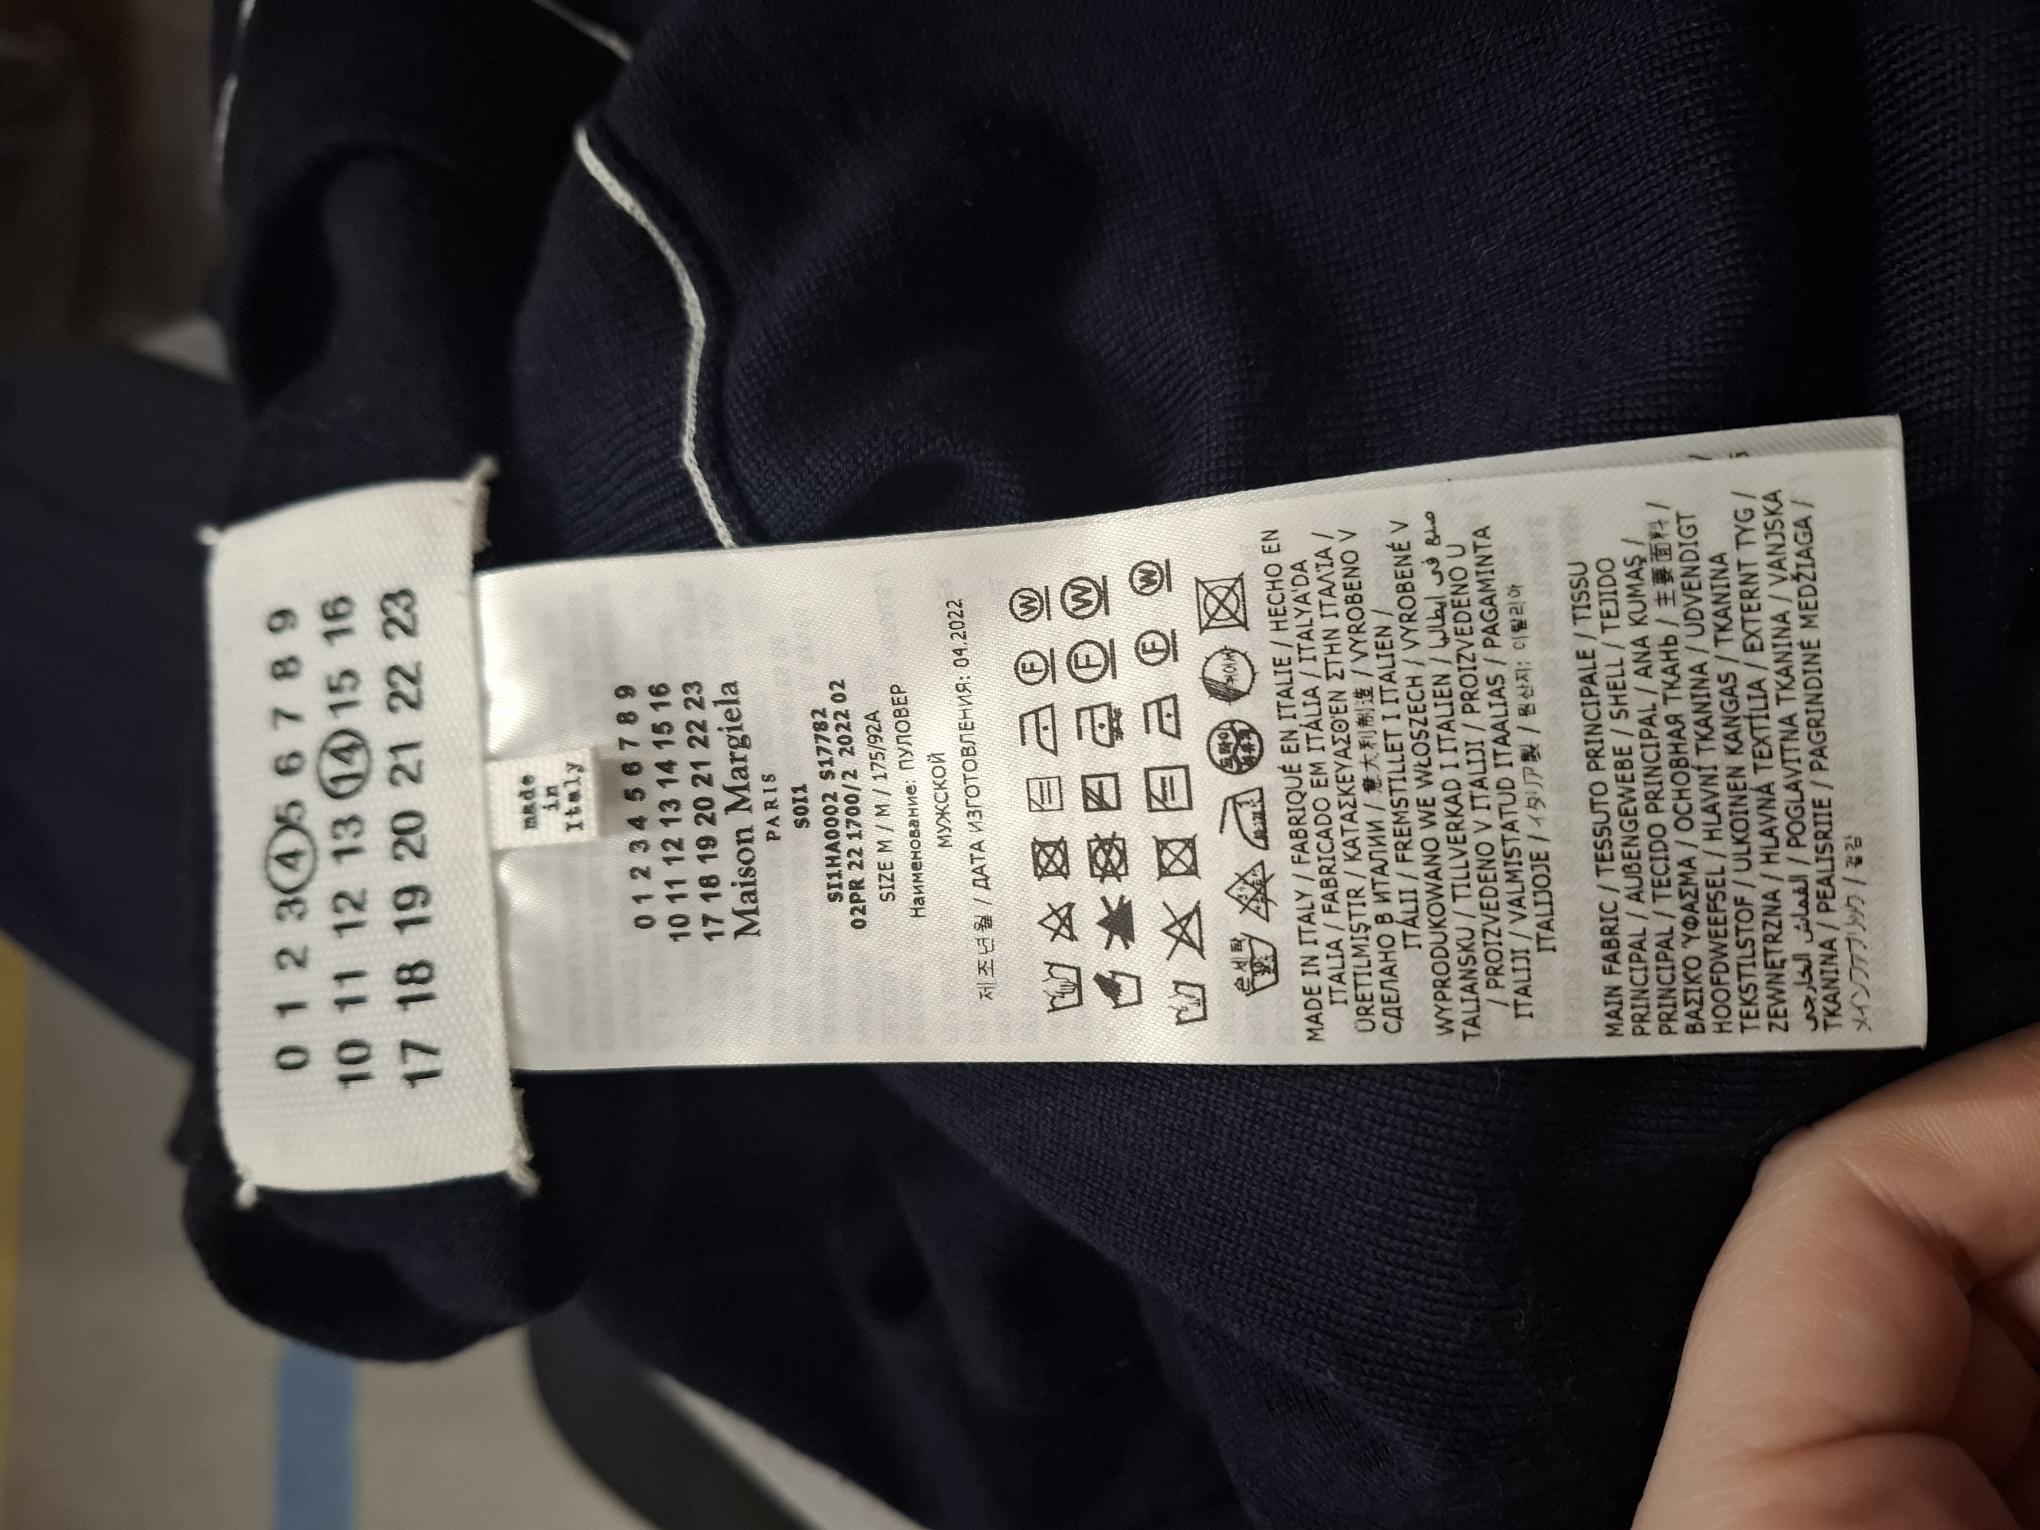 0 1 2 3 4 5 6 7 8 9
10 11 12 13 14 15 16
17 18 19 20 21 22 23
made
in
Italy
0 1 2 3 4 5 6 7 8 9
10 11 12 13 14 15 16
17 18 19 20 21 22 23
Maison Margiela
PARIS
S0I1
SI1HA0002 S17782
02PR 22 1700/2 2022 02
SIZE M / M / 175/92A
Наименование: ПУЛОВЕР
МУЖСКОЙ
제조년월 / ДАТА ИЗГОТОВЛЕНИЯ: 04.2022
F W
F W
F W
손세탁
MADE IN ITALY / FABRIQUÉ EN ITALIE / HECHO EN
ITALIA / FABRICADO EM ITÁLIA / ITALYA'DA
ÜRETILMIŞTIR / ΚΑΤΑΣΚΕΥΑΣΘΕΝ ΣΤΗΝ ΙΤΑΛΙΑ /
СДЕЛАНО В ИТАЛИИ / 意大利制造 / VYROBENO V
ITALII / FREMSTILLET I ITALIEN /
WYPRODUKOWANO WE WŁOSZECH / VYROBENÉ V
TALIANSKU / TILLVERKAD I ITALIEN / صنع في إيطاليا
/ PROIZVEDENO V ITALIJI / PROIZVEDENO U
ITALIJI / VALMISTATUD ITAALIAS / PAGAMINTA
ITALIJOJE / イタリア製 / 원산지: 이탈리아
MAIN FABRIC / TESSUTO PRINCIPALE / TISSU
PRINCIPAL / AUßENGEWEBE / SHELL / TEJIDO
PRINCIPAL / TECIDO PRINCIPAL / ANA KUMAŞ /
ΒΑΣΙΚΟ ΎΦΑΣΜΑ / ОСНОВНАЯ ТКАНЬ / 主要面料 /
HOOFDWEEFSEL / HLAVNÍ TKANINA / UDVENDIGT
TEKSTILSTOF / ULKOINEN KANGAS / TKANINA
ZEWNĘTRZNA / HLAVNÁ TEXTÍLIA / EXTERNT TYG /
القماش الخارجي / POGLAVITNA TKANINA / VANJSKA
TKANINA / PEALISRIIE / PAGRINDINĖ MEDŽIAGA /
メインファブリック / 겉감